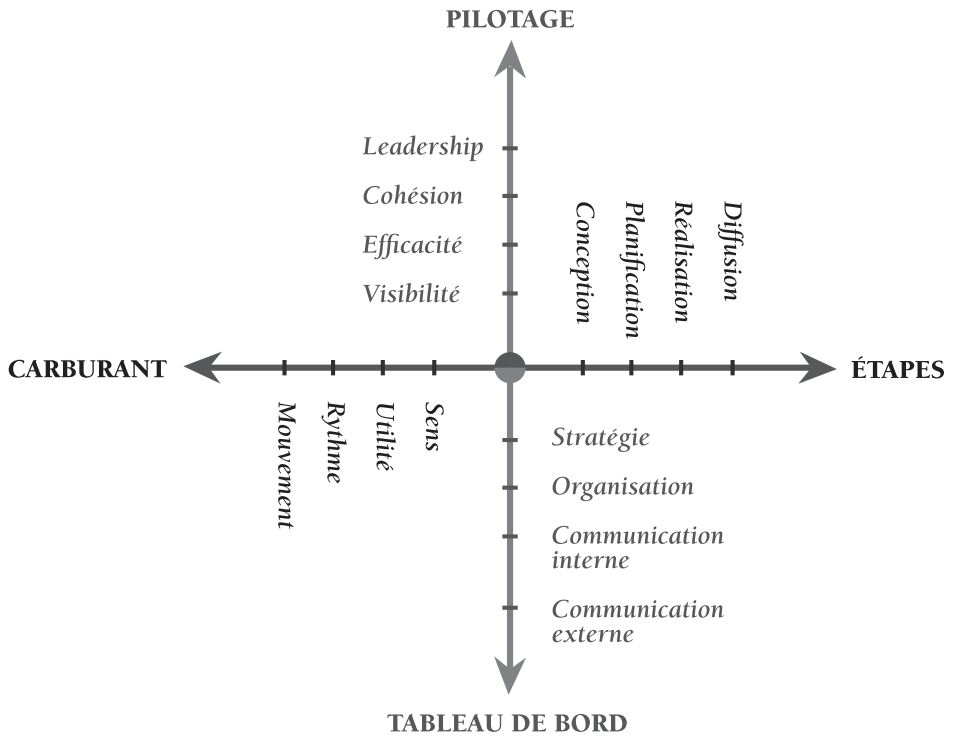 PILOTAGE
Leadership
Cohésion
Efficacité
Visibilité
Conception
Planification
Réalisation
Diffusion
CARBURANT
ÉTAPES
Mouvement
Rythme
Utilité
Sens
Stratégie
Organisation
Communication
interne
Communication
externe
TABLEAU DE BORD